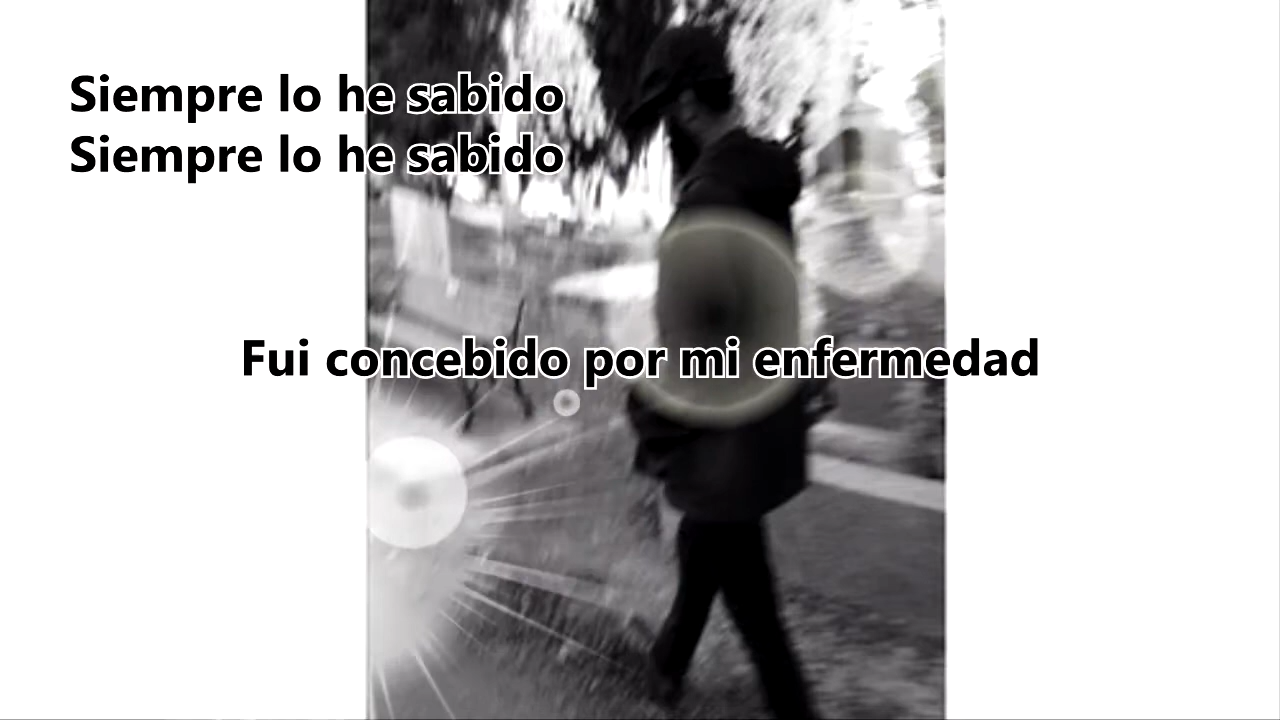 Siempre lo he sabido
Siempre lo he sabido
Fui concebido por mi enfermedad